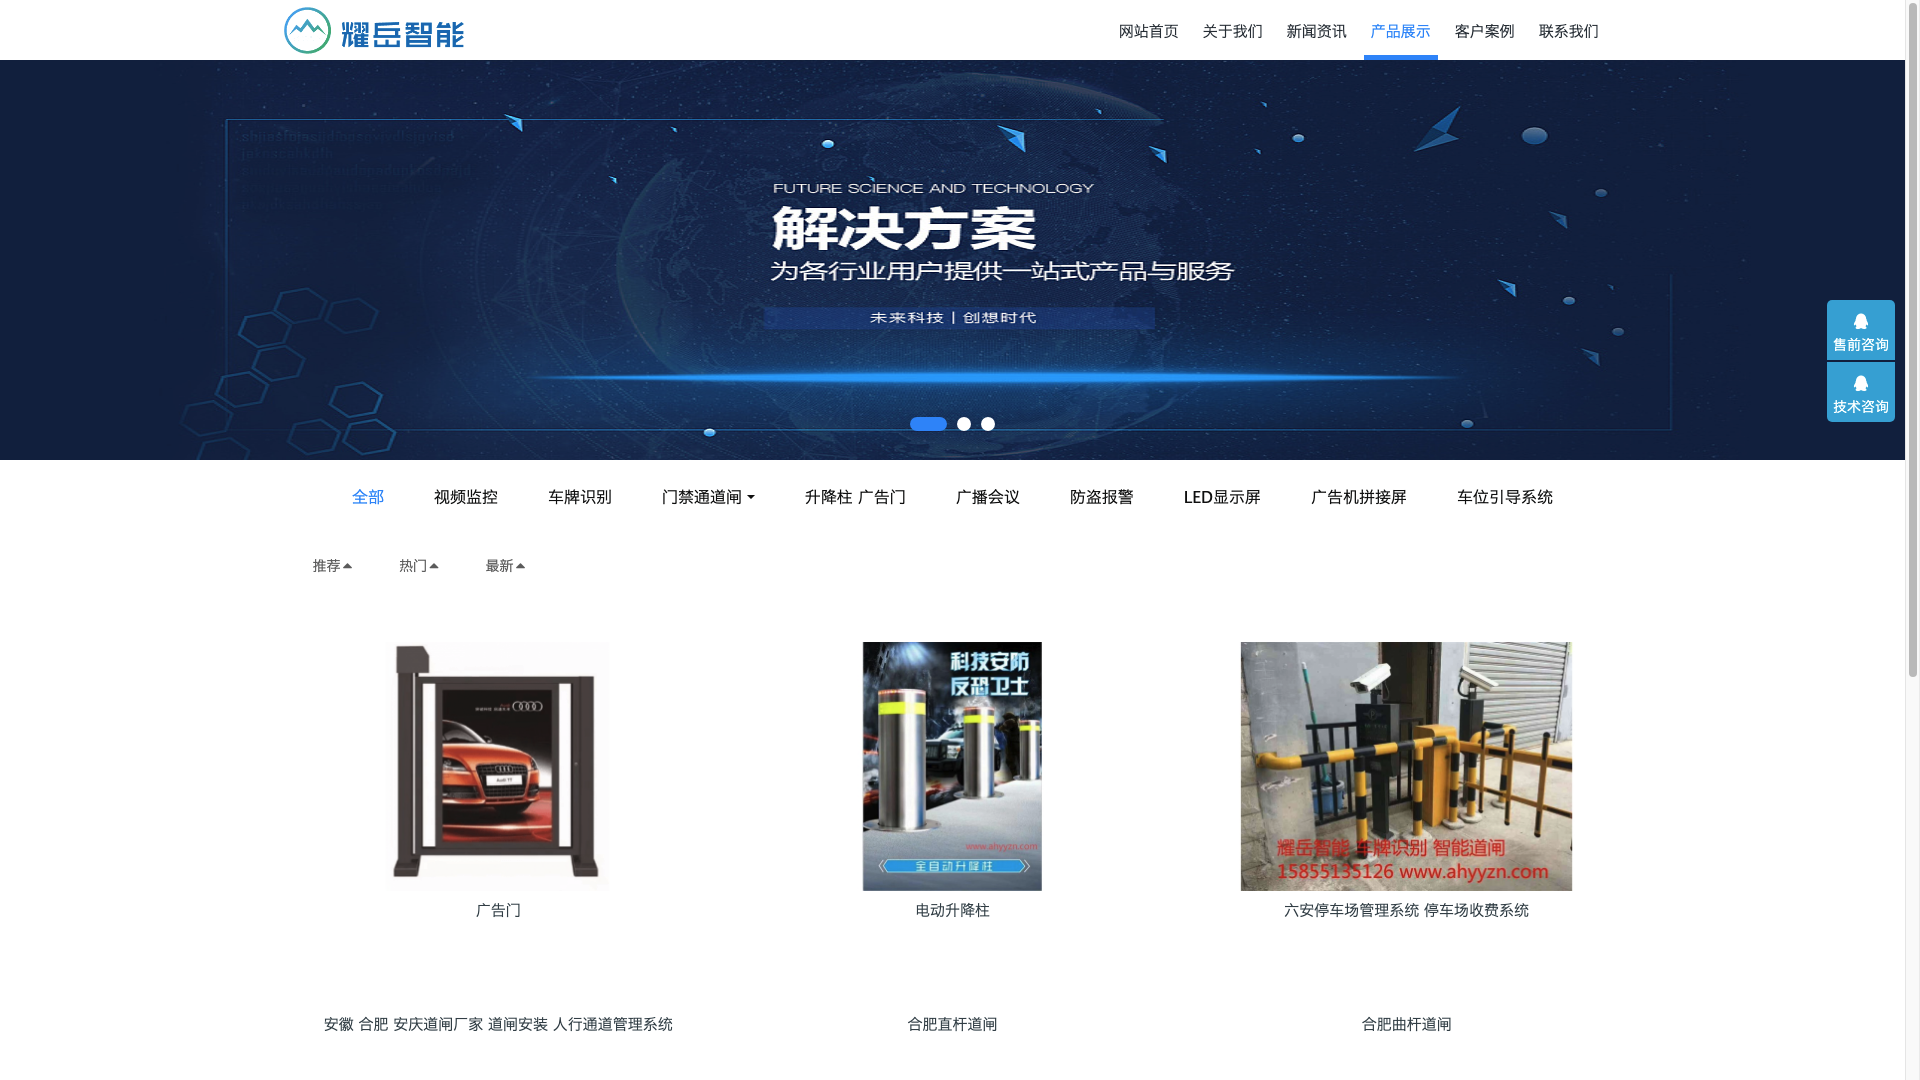 耀岳智能
网站首页 关于我们 新闻资讯 产品展示 客户案例 联系我们
FUTURE SCIENCE AND TECHNOLOGY
解决方案
为各行业用户提供一站式产品与服务
未来科技丨创想时代
售前咨询
技术咨询
全部 视频监控 车牌识别 门禁通道闸 升降柱 广告门 广播会议 防盗报警 LED显示屏 广告机拼接屏 车位引导系统
推荐 热门 最新
科技安防
反恐卫士
www.ahyyzn.com
全自动升降柱
耀岳智能 车牌识别 智能道闸
15855135126 www.ahyyzn.com
广告门 电动升降柱 六安停车场管理系统 停车场收费系统
安徽 合肥 安庆道闸厂家 道闸安装 人行通道管理系统 合肥直杆道闸 合肥曲杆道闸